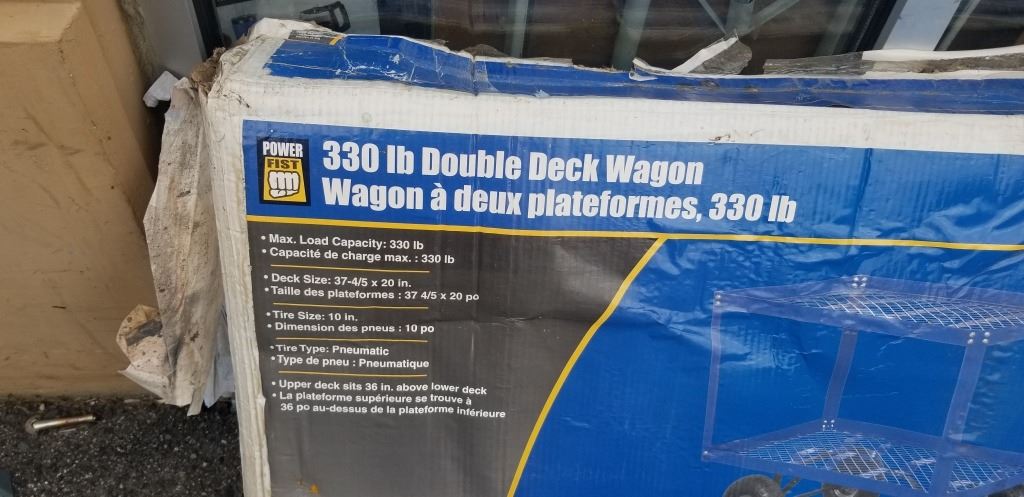 POWER
FIST
330 lb Double Deck Wagon
Wagon à deux plateformes, 330 lb
• Max. Load Capacity: 330 lb
• Capacité de charge max. : 330 lb
• Deck Size: 37-4/5 x 20 in.
• Taille des plateformes : 37 4/5 x 20 po
• Tire Size: 10 in.
• Dimension des pneus : 10 po
• Tire Type: Pneumatic
• Type de pneu : Pneumatique
• Upper deck sits 36 in. above lower deck
• La plateforme supérieure se trouve à
36 po au-dessus de la plateforme inférieure